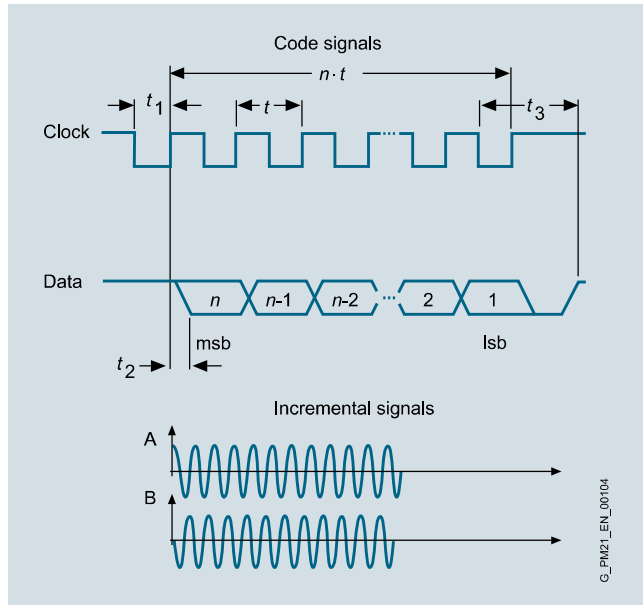 Code signals
n·t
t1
t
t3
Clock
Data
n
n-1
n-2
2
1
msb
lsb
t2
Incremental signals
A
B
G_PM21_EN_00104